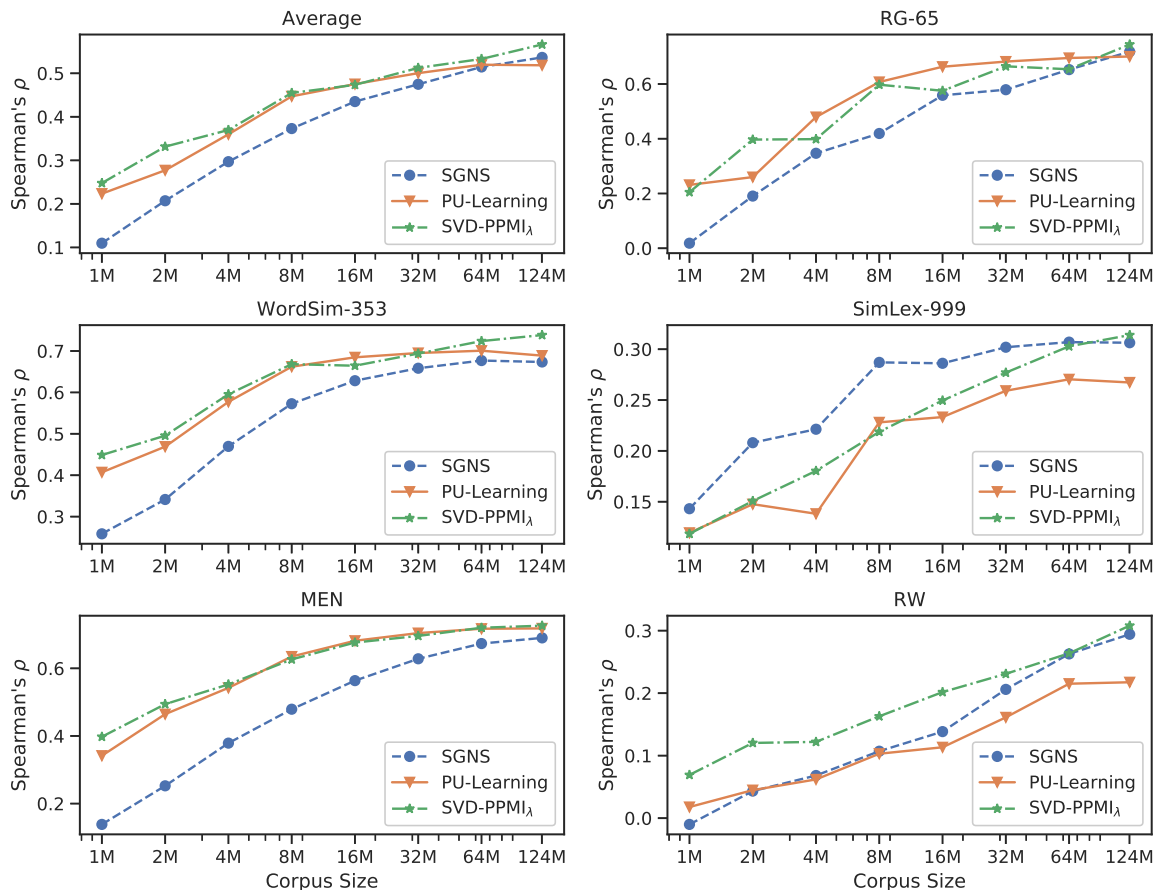 Average
Spearman's ρ
0.5
0.4
0.3
0.2
0.1
SGNS
PU-Learning
SVD-PPMIλ
1M 2M 4M 8M 16M 32M 64M 124M
RG-65
Spearman's ρ
0.6
0.4
0.2
0.0
SGNS
PU-Learning
SVD-PPMIλ
1M 2M 4M 8M 16M 32M 64M 124M
WordSim-353
Spearman's ρ
0.7
0.6
0.5
0.4
0.3
SGNS
PU-Learning
SVD-PPMIλ
1M 2M 4M 8M 16M 32M 64M 124M
SimLex-999
Spearman's ρ
0.30
0.25
0.20
0.15
SGNS
PU-Learning
SVD-PPMIλ
1M 2M 4M 8M 16M 32M 64M 124M
MEN
Spearman's ρ
0.6
0.4
0.2
SGNS
PU-Learning
SVD-PPMIλ
1M 2M 4M 8M 16M 32M 64M 124M
Corpus Size
RW
Spearman's ρ
0.3
0.2
0.1
0.0
SGNS
PU-Learning
SVD-PPMIλ
1M 2M 4M 8M 16M 32M 64M 124M
Corpus Size